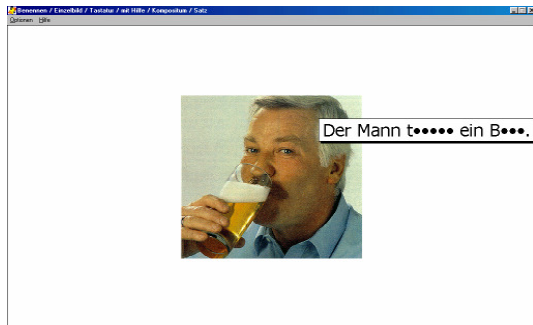 Benennen / Einzelbild / Tastatur / mit Hilfe / Kompositum / Satz
Optionen Hilfe
Der Mann t●●●●● ein B●●●.